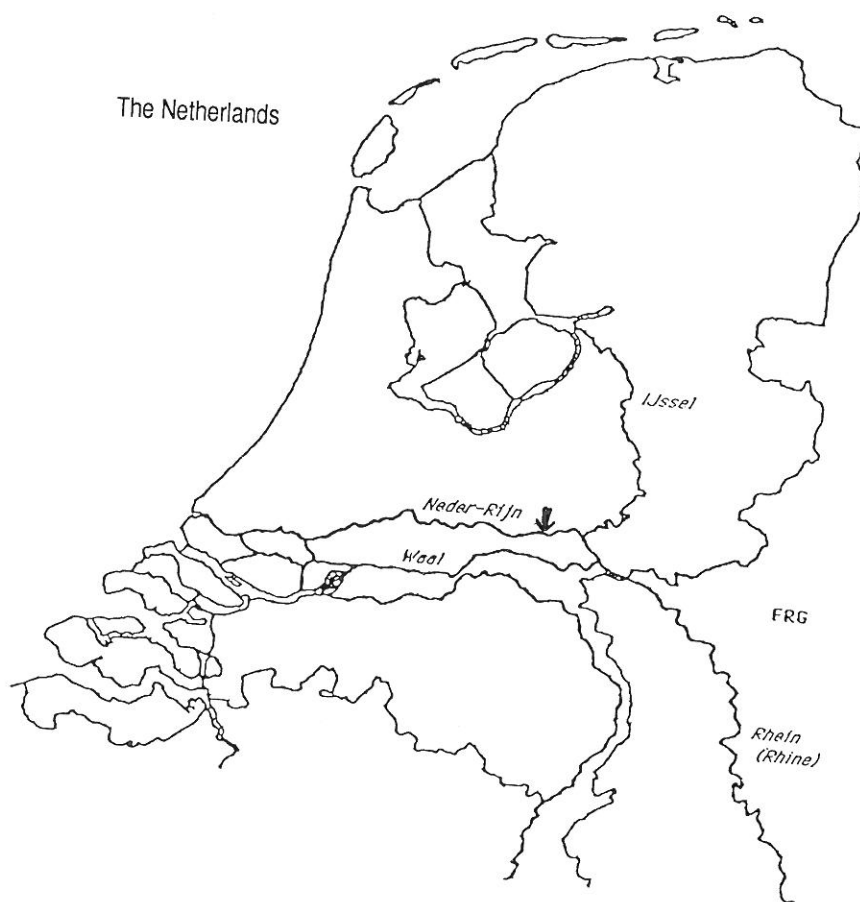 The Netherlands
IJssel
Neder-Rijn
Waal
FRG
Rhein
(Rhine)